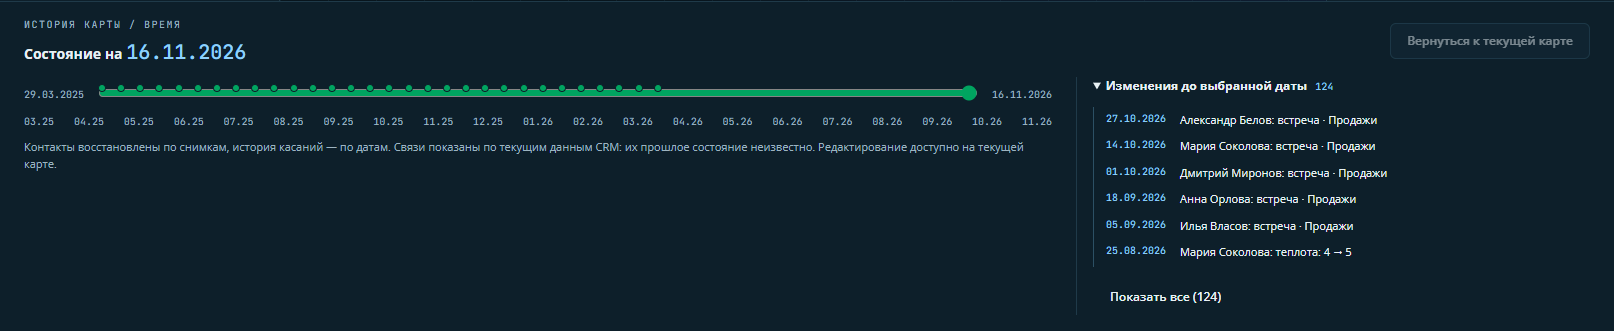 ИСТОРИЯ КАРТЫ / ВРЕМЯ
Состояние на 16.11.2026
Вернуться к текущей карте
29.03.2025
16.11.2026
03.25 04.25 05.25 06.25 07.25 08.25 09.25 10.25 11.25 12.25 01.26 02.26 03.26 04.26 05.26 06.26 07.26 08.26 09.26 10.26 11.26
Контакты восстановлены по снимкам, история касаний — по датам. Связи показаны по текущим данным CRM: их прошлое состояние неизвестно. Редактирование доступно на текущей
карте.
▼ Изменения до выбранной даты 124
27.10.2026 Александр Белов: встреча · Продажи
14.10.2026 Мария Соколова: встреча · Продажи
01.10.2026 Дмитрий Миронов: встреча · Продажи
18.09.2026 Анна Орлова: встреча · Продажи
05.09.2026 Илья Власов: встреча · Продажи
25.08.2026 Мария Соколова: теплота: 4 → 5
Показать все (124)